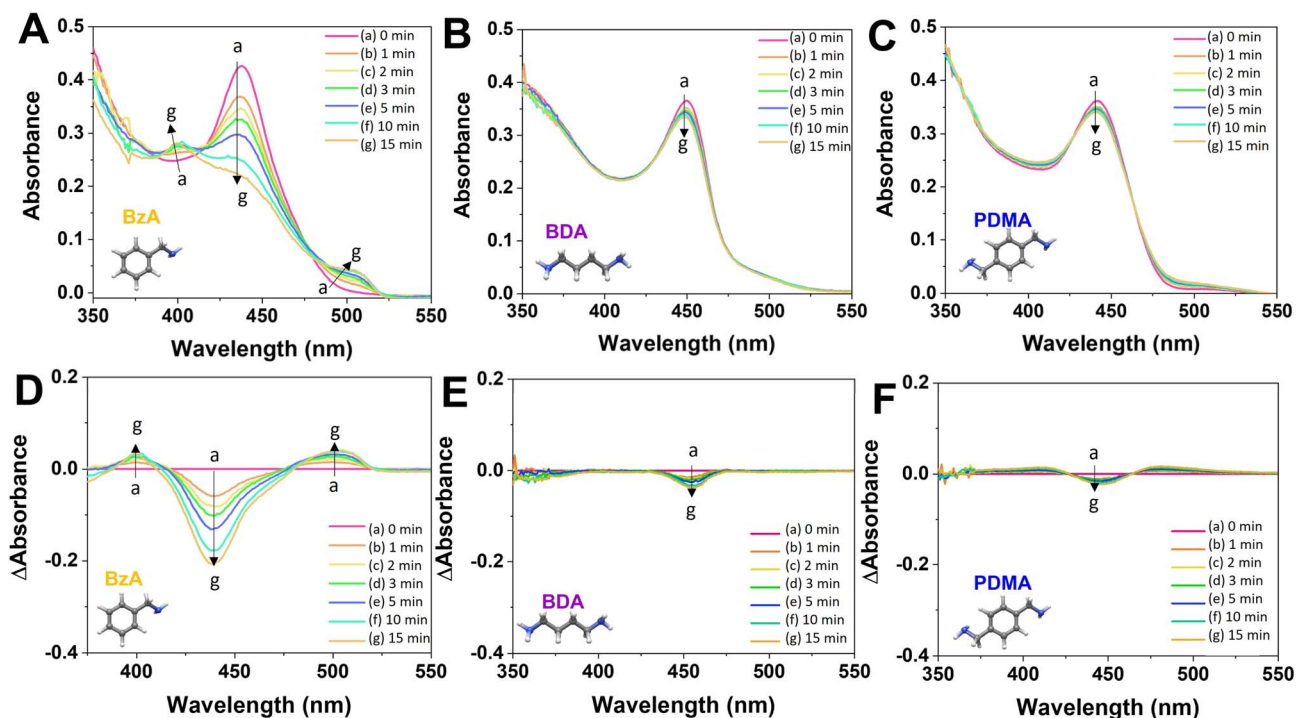 A
0.5
0.4
0.3
0.2
0.1
0.0
Absorbance
350 400 450 500 550
Wavelength (nm)
a
g
g
a
g
a
BzA
(a) 0 min
(b) 1 min
(c) 2 min
(d) 3 min
(e) 5 min
(f) 10 min
(g) 15 min
B
0.5
0.4
0.3
0.2
0.1
0.0
Absorbance
350 400 450 500 550
Wavelength (nm)
a
g
BDA
(a) 0 min
(b) 1 min
(c) 2 min
(d) 3 min
(e) 5 min
(f) 10 min
(g) 15 min
C
0.5
0.4
0.3
0.2
0.1
0.0
Absorbance
350 400 450 500 550
Wavelength (nm)
a
g
PDMA
(a) 0 min
(b) 1 min
(c) 2 min
(d) 3 min
(e) 5 min
(f) 10 min
(g) 15 min
D
0.2
0.0
-0.2
-0.4
ΔAbsorbance
400 450 500 550
Wavelength (nm)
g
a
a
g
g
a
BzA
(a) 0 min
(b) 1 min
(c) 2 min
(d) 3 min
(e) 5 min
(f) 10 min
(g) 15 min
E
0.2
0.0
-0.2
-0.4
ΔAbsorbance
350 400 450 500 550
Wavelength (nm)
a
g
BDA
(a) 0 min
(b) 1 min
(c) 2 min
(d) 3 min
(e) 5 min
(f) 10 min
(g) 15 min
F
0.2
0.0
-0.2
-0.4
ΔAbsorbance
350 400 450 500 550
Wavelength (nm)
a
g
PDMA
(a) 0 min
(b) 1 min
(c) 2 min
(d) 3 min
(e) 5 min
(f) 10 min
(g) 15 min